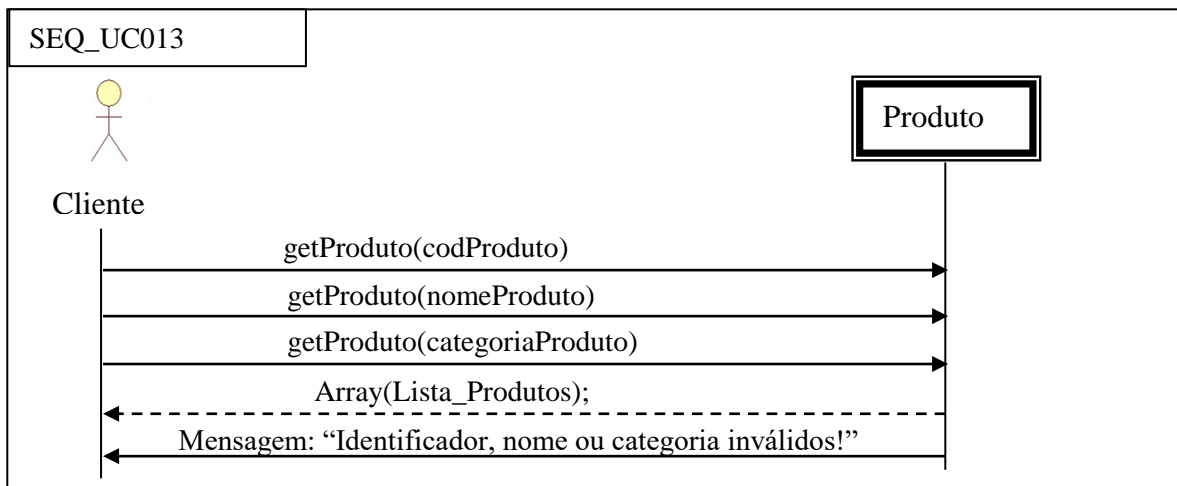 SEQ_UC013
Produto
Cliente
getProduto(codProduto)
getProduto(nomeProduto)
getProduto(categoriaProduto)
Array(Lista_Produtos);
Mensagem: “Identificador, nome ou categoria inválidos!”